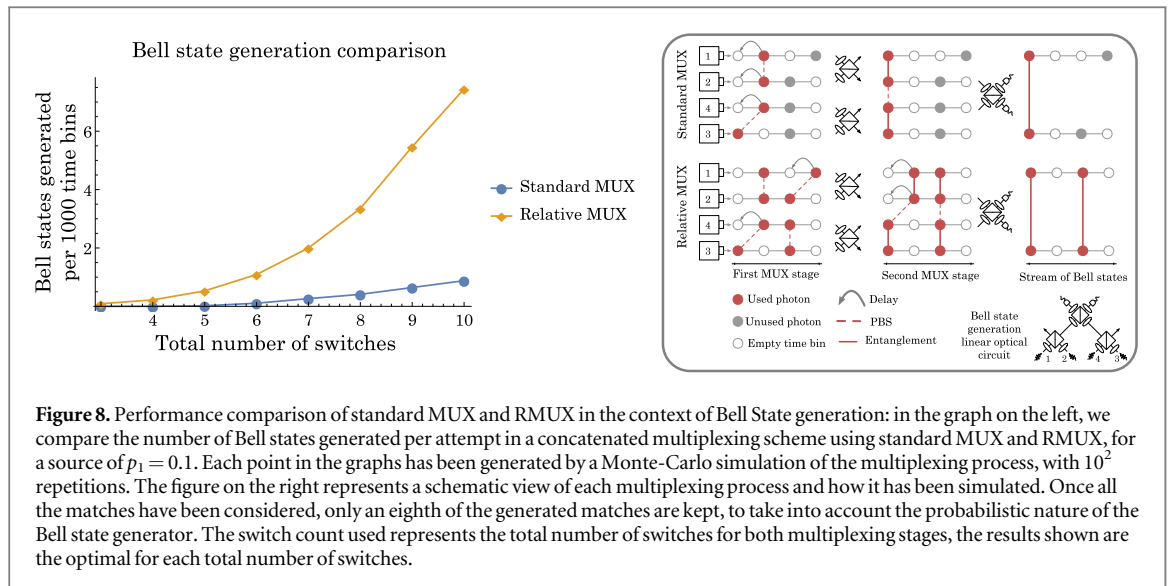 Bell state generation comparison
Bell states generated
per 1000 time bins
6
4
2
4
5
6
7
8
9
10
Total number of switches
Standard MUX
Relative MUX
Standard MUX
1
2
4
3
Relative MUX
1
2
4
3
First MUX stage
Second MUX stage
Stream of Bell states
Used photon
Delay
Unused photon
PBS
Empty time bin
Entanglement
Bell state
generation
linear optical
circuit
1 2 4 3
Figure 8. Performance comparison of standard MUX and RMUX in the context of Bell State generation: in the graph on the left, we
compare the number of Bell states generated per attempt in a concatenated multiplexing scheme using standard MUX and RMUX, for
a source of p₁ = 0.1. Each point in the graphs has been generated by a Monte-Carlo simulation of the multiplexing process, with 10²
repetitions. The figure on the right represents a schematic view of each multiplexing process and how it has been simulated. Once all
the matches have been considered, only an eighth of the generated matches are kept, to take into account the probabilistic nature of the
Bell state generator. The switch count used represents the total number of switches for both multiplexing stages, the results shown are
the optimal for each total number of switches.